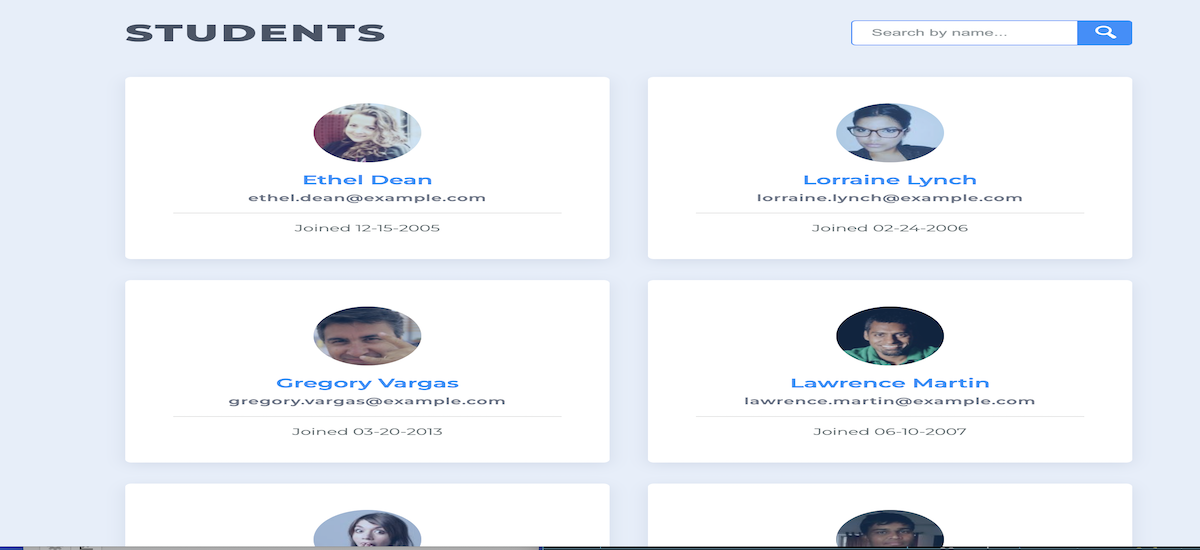 STUDENTS
Search by name...
Ethel Dean
ethel.dean@example.com
Joined 12-15-2005
Lorraine Lynch
lorraine.lynch@example.com
Joined 02-24-2006
Gregory Vargas
gregory.vargas@example.com
Joined 03-20-2013
Lawrence Martin
lawrence.martin@example.com
Joined 06-10-2007